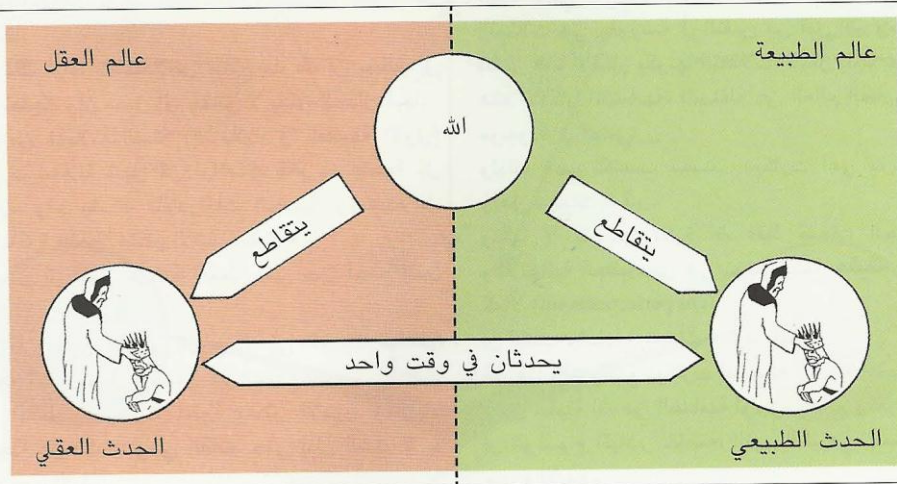 عالم الطبيعة
عالم العقل
الله
يتقاطع
يتقاطع
يحدثان في وقت واحد
الحدث الطبيعي
الحدث العقلي